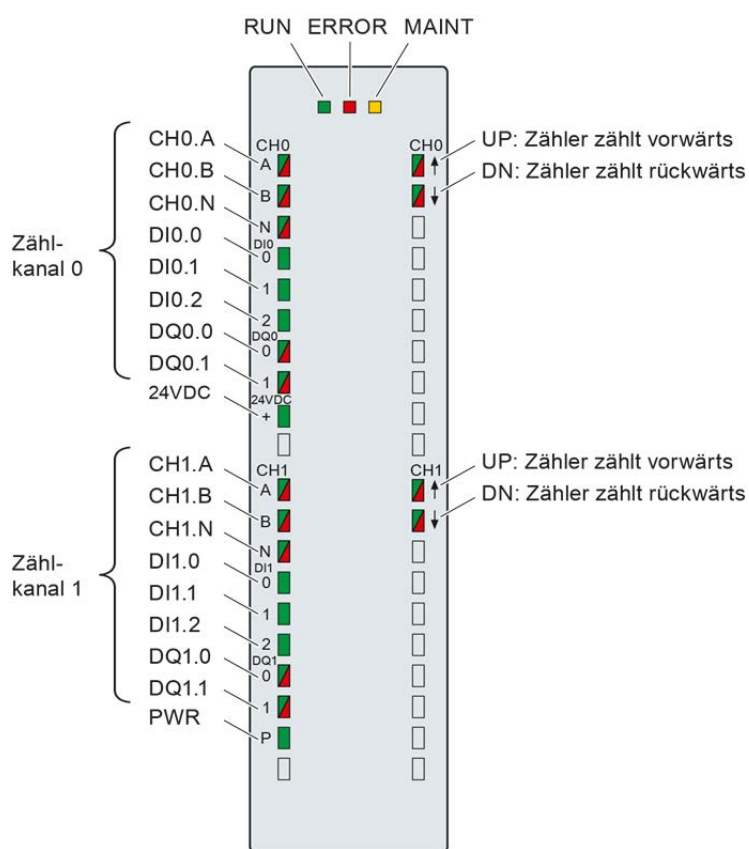 RUN ERROR MAINT
Zähl-
kanal 0
CH0.A
CH0.B
CH0.N
DI0.0
DI0.1
DI0.2
DQ0.0
DQ0.1
24VDC
CH0
A
B
N
DI0
0
1
2
DQ0
0
1
24VDC
+
CH0
UP: Zähler zählt vorwärts
DN: Zähler zählt rückwärts
Zähl-
kanal 1
CH1.A
CH1.B
CH1.N
DI1.0
DI1.1
DI1.2
DQ1.0
DQ1.1
PWR
CH1
A
B
N
DI1
0
1
2
DQ1
0
1
P
CH1
UP: Zähler zählt vorwärts
DN: Zähler zählt rückwärts